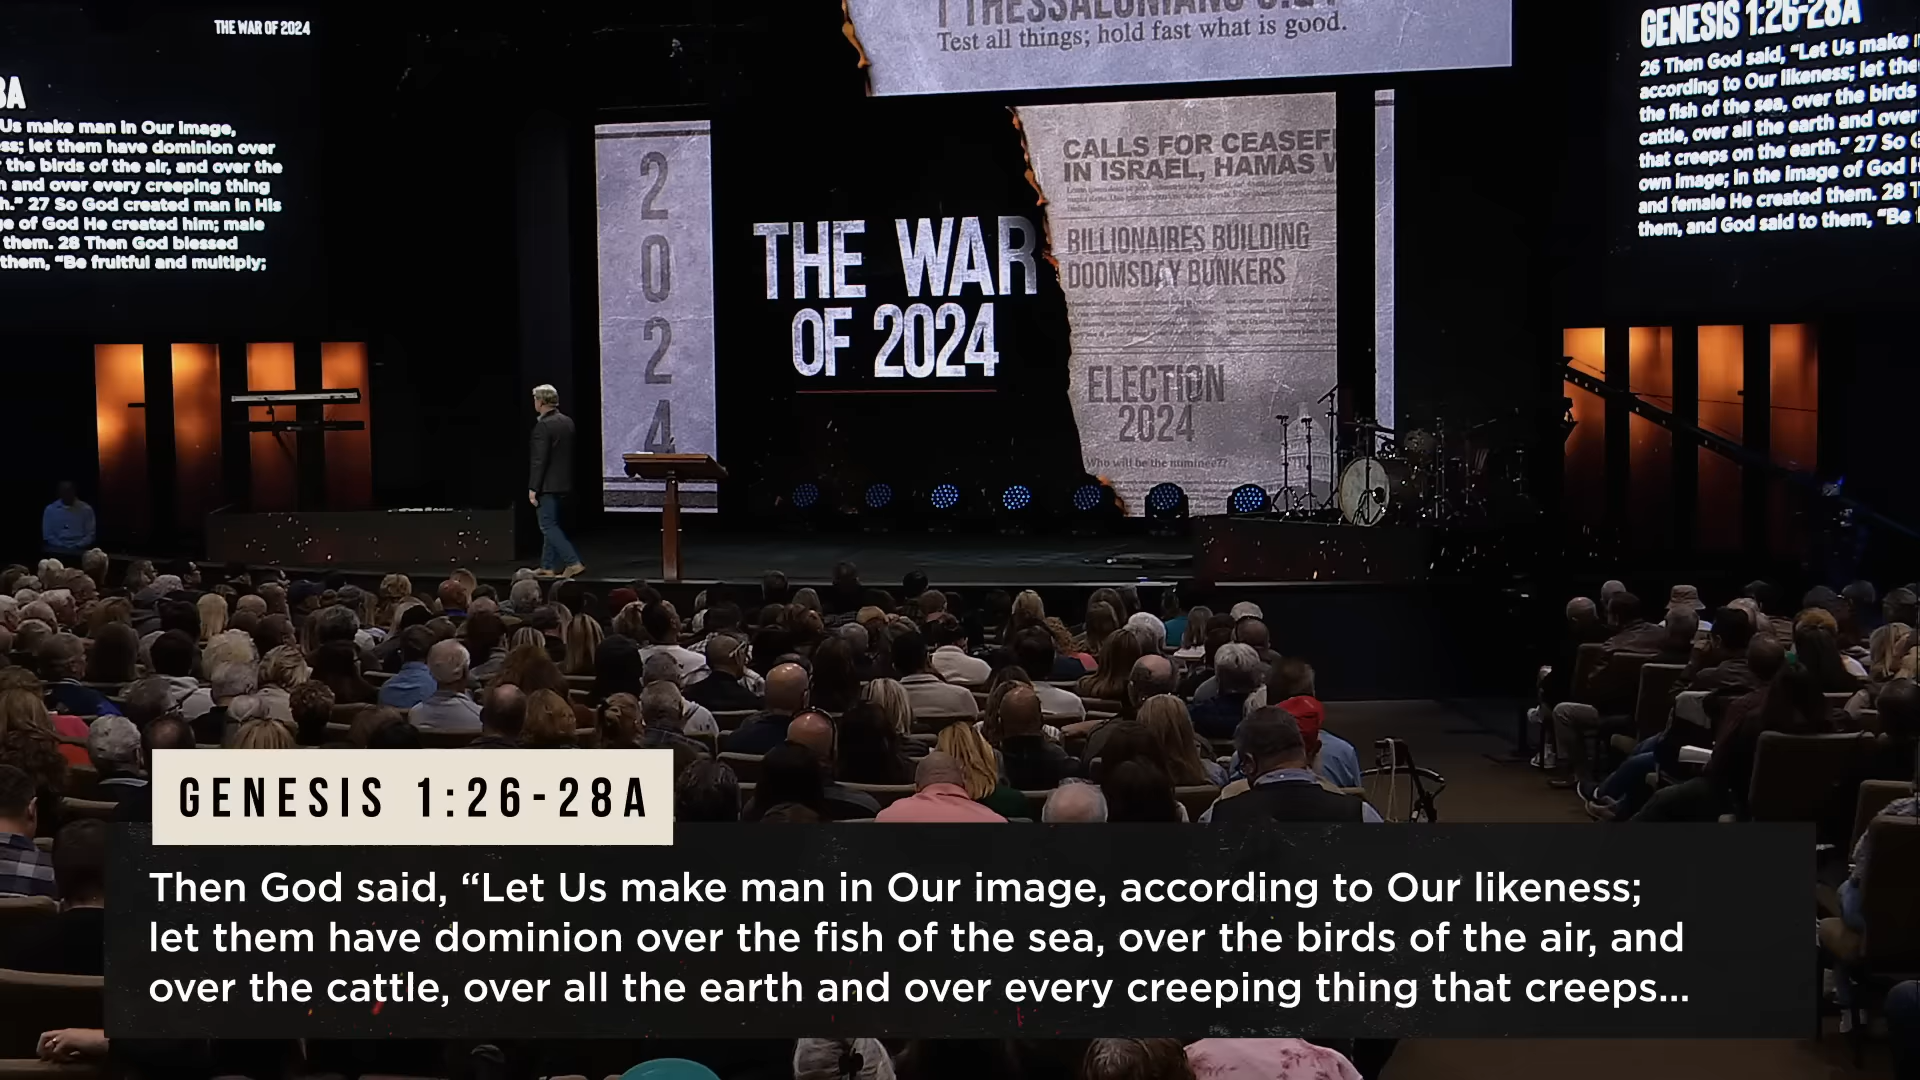 THE WAR OF 2024
8A
Us make man in Our image,
ss; let them have dominion over
the birds of the air, and over the
h and over every creeping thing
h.” 27 So God created man in His
ge of God He created him; male
them. 28 Then God blessed
them, “Be fruitful and multiply;
1 THESSALONIANS 5:21
Test all things; hold fast what is good.
GENESIS 1:26-28A
26 Then God said, “Let Us make
according to Our likeness; let the
the fish of the sea, over the birds
cattle, over all the earth and over
that creeps on the earth.” 27 So G
own image; in the image of God H
and female He created them. 28 T
them, and God said to them, “Be
2
0
2
4
THE WAR
OF 2024
CALLS FOR CEASEF
IN ISRAEL, HAMAS W
BILLIONAIRES BUILDING
DOOMSDAY BUNKERS
ELECTION
2024
Who will be the nominee??
GENESIS 1:26-28A
Then God said, “Let Us make man in Our image, according to Our likeness;
let them have dominion over the fish of the sea, over the birds of the air, and
over the cattle, over all the earth and over every creeping thing that creeps...